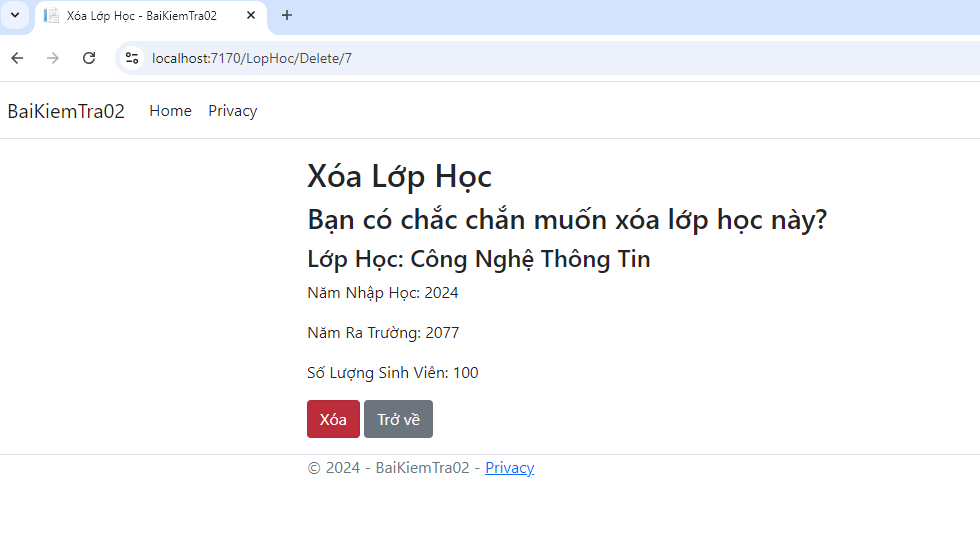 Xóa Lớp Học - BaiKiemTra02
localhost:7170/LopHoc/Delete/7
BaiKiemTra02 Home Privacy
Xóa Lớp Học
Bạn có chắc chắn muốn xóa lớp học này?
Lớp Học: Công Nghệ Thông Tin
Năm Nhập Học: 2024
Năm Ra Trường: 2077
Số Lượng Sinh Viên: 100
Xóa Trở về
© 2024 - BaiKiemTra02 - Privacy